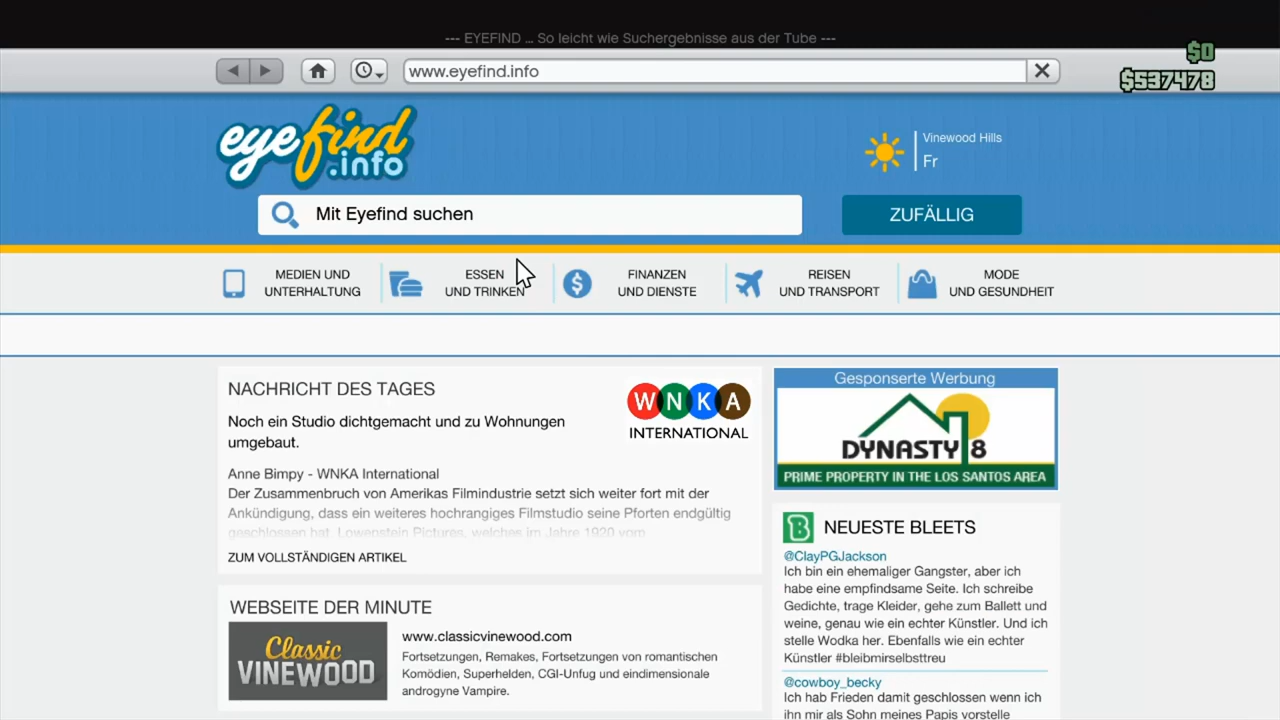 --- EYEFIND ... So leicht wie Suchergebnisse aus der Tube ---
$0
www.eyefind.info
$537478
eyefind
.info
Vinewood Hills
Fr
Mit Eyefind suchen
ZUFÄLLIG
MEDIEN UND
UNTERHALTUNG
ESSEN
UND TRINKEN
FINANZEN
UND DIENSTE
REISEN
UND TRANSPORT
MODE
UND GESUNDHEIT
NACHRICHT DES TAGES
Noch ein Studio dichtgemacht und zu Wohnungen
umgebaut.
WNKA
INTERNATIONAL
Anne Bimpy - WNKA International
Der Zusammenbruch von Amerikas Filmindustrie setzt sich weiter fort mit der
Ankündigung, dass ein weiteres hochrangiges Filmstudio seine Pforten endgültig
geschlossen hat. Lowenstein Pictures, welches im Jahre 1920 vom
ZUM VOLLSTÄNDIGEN ARTIKEL
WEBSEITE DER MINUTE
Classic
VINEWOOD
www.classicvinewood.com
Fortsetzungen, Remakes, Fortsetzungen von romantischen
Komödien, Superhelden, CGI-Unfug und eindimensionale
androgyne Vampire.
Gesponserte Werbung
DYNASTY 8
PRIME PROPERTY IN THE LOS SANTOS AREA
B
NEUESTE BLEETS
@ClayPGJackson
Ich bin ein ehemaliger Gangster, aber ich
habe eine empfindsame Seite. Ich schreibe
Gedichte, trage Kleider, gehe zum Ballett und
weine, genau wie ein echter Künstler. Und ich
stelle Wodka her. Ebenfalls wie ein echter
Künstler #bleibmirselbsttreu
@cowboy_becky
Ich hab Frieden damit geschlossen wenn ich
ihn mir als Sohn meines Papis vorstelle